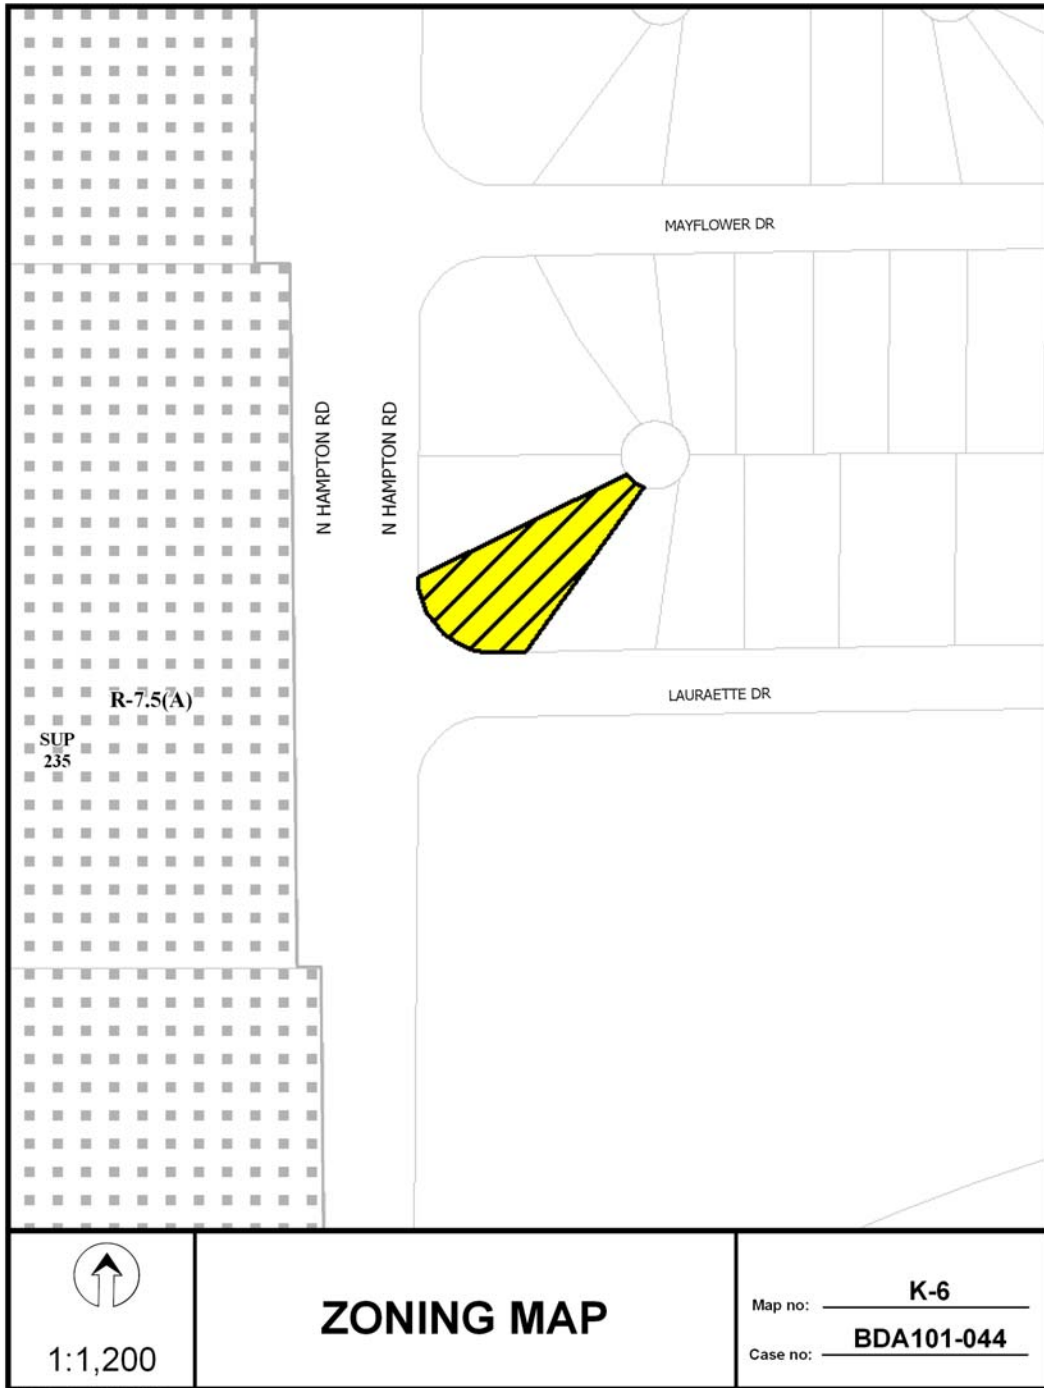 MAYFLOWER DR
N HAMPTON RD
N HAMPTON RD
LAURAETTE DR
R-7.5(A)
SUP
235
1:1,200
ZONING MAP
Map no: K-6
Case no: BDA101-044